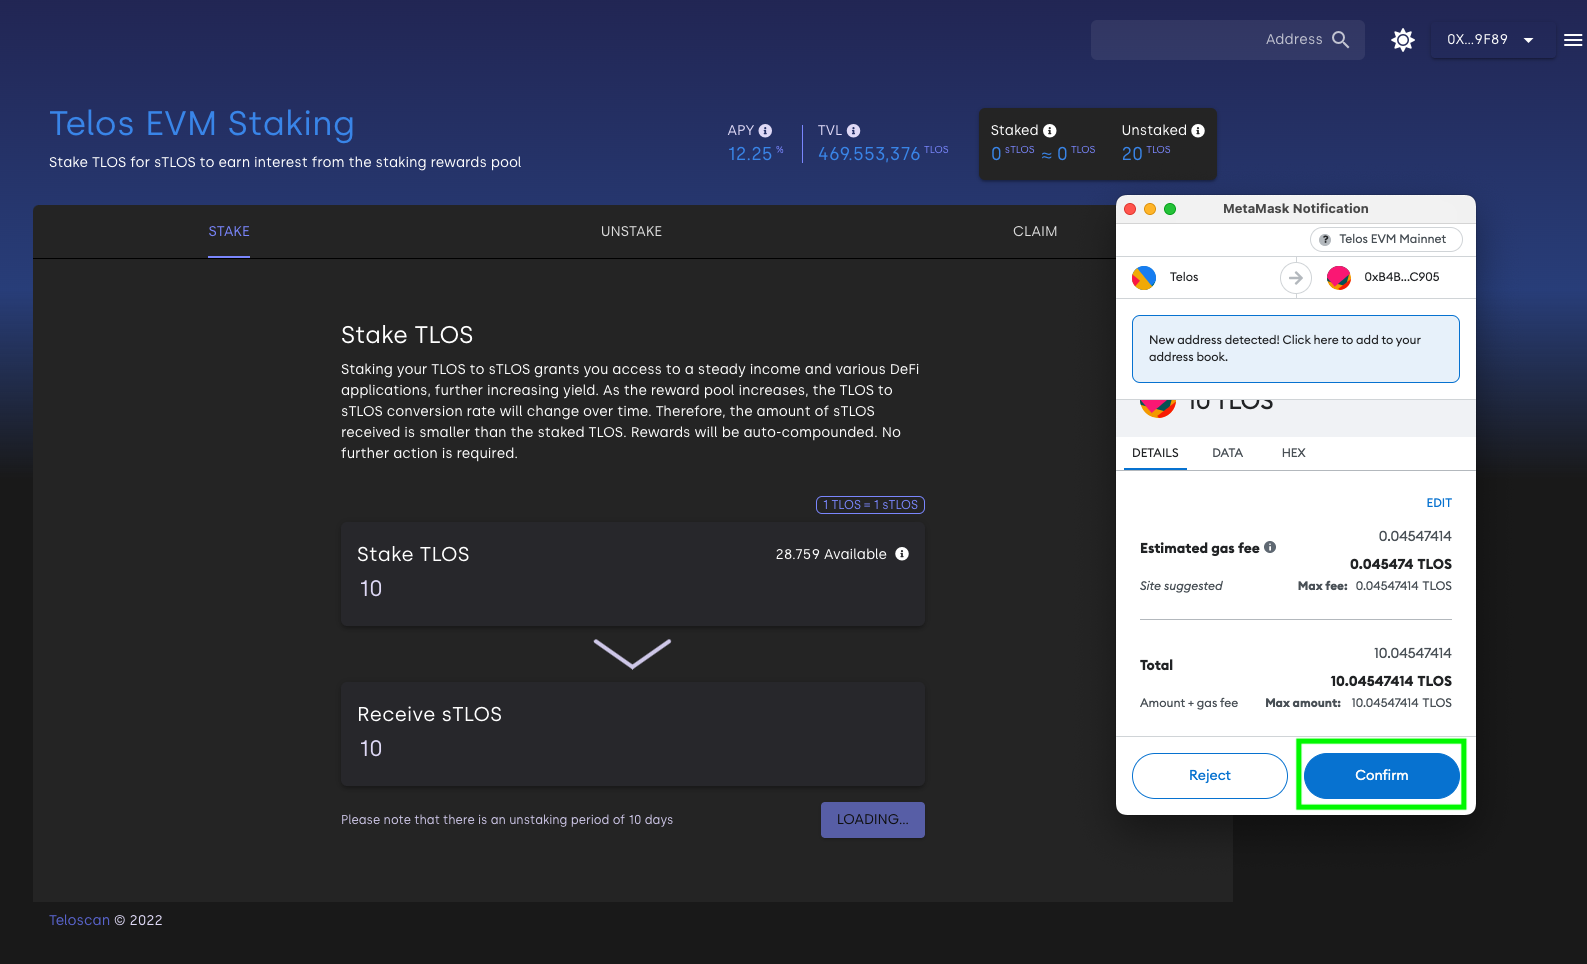 Address
0X...9F89
Telos EVM Staking
Stake TLOS for sTLOS to earn interest from the staking rewards pool
APY
12.25 %
TVL
469.553,376 TLOS
Staked
0 sTLOS ≈ 0 TLOS
Unstaked
20 TLOS
STAKE
UNSTAKE
CLAIM
Stake TLOS
Staking your TLOS to sTLOS grants you access to a steady income and various DeFi
applications, further increasing yield. As the reward pool increases, the TLOS to
sTLOS conversion rate will change over time. Therefore, the amount of sTLOS
received is smaller than the staked TLOS. Rewards will be auto-compounded. No
further action is required.
1 TLOS = 1 sTLOS
Stake TLOS
28.759 Available
10
Receive sTLOS
10
Please note that there is an unstaking period of 10 days
LOADING...
Teloscan © 2022
MetaMask Notification
Telos EVM Mainnet
Telos
0xB4B...C905
New address detected! Click here to add to your
address book.
10 TLOS
DETAILS
DATA
HEX
EDIT
0.04547414
Estimated gas fee
0.045474 TLOS
Site suggested
Max fee: 0.04547414 TLOS
10.04547414
Total
10.04547414 TLOS
Amount + gas fee
Max amount: 10.04547414 TLOS
Reject
Confirm